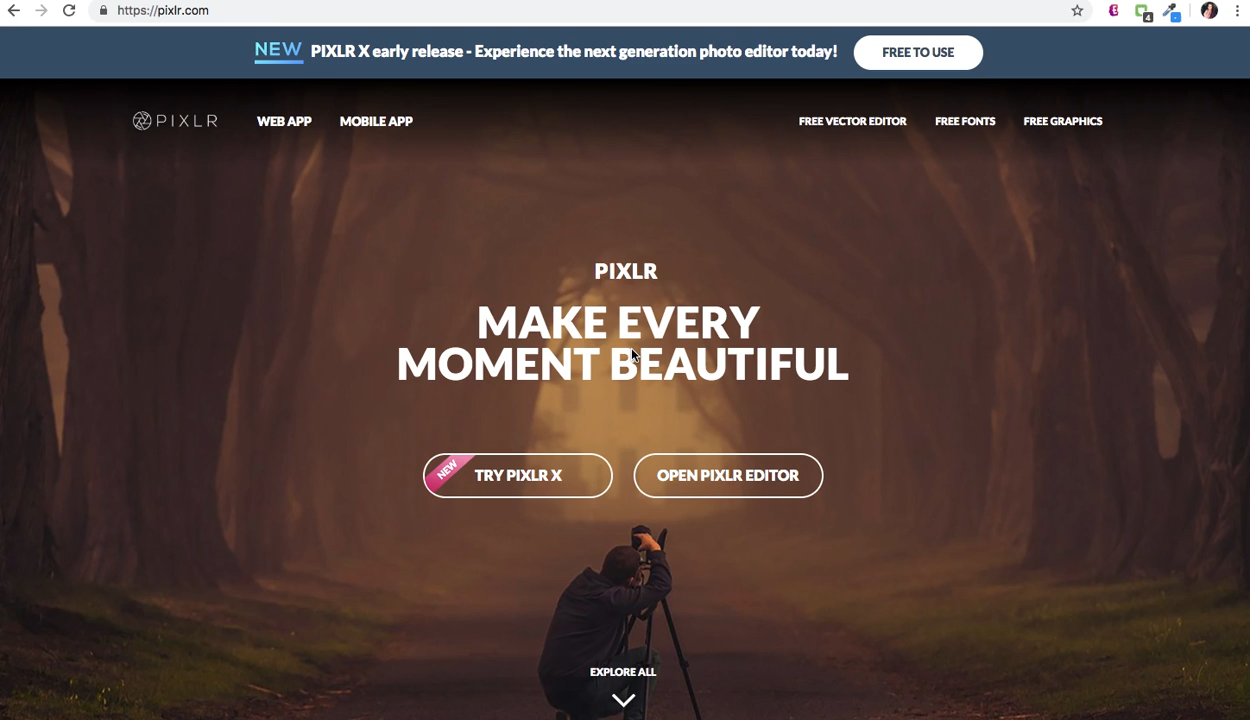 https://pixlr.com
4
NEW PIXLR X early release - Experience the next generation photo editor today! FREE TO USE
PIXLR WEB APP MOBILE APP FREE VECTOR EDITOR FREE FONTS FREE GRAPHICS
PIXLR
MAKE EVERY
MOMENT BEAUTIFUL
NEW TRY PIXLR X OPEN PIXLR EDITOR
EXPLORE ALL